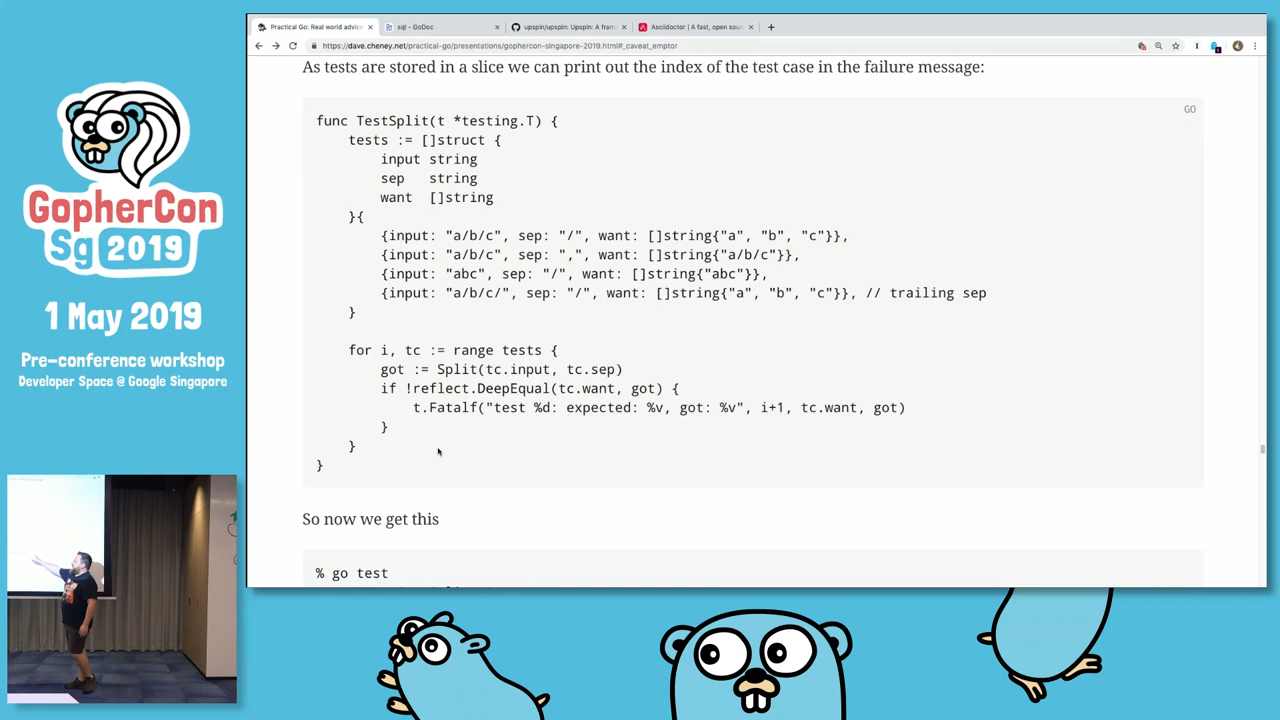 Practical Go: Real world advice
sql - GoDoc
upspin/upspin: Upspin: A fram
Asciidoctor | A fast, open sour
https://dave.cheney.net/practical-go/presentations/gophercon-singapore-2019.html#_caveat_emptor
As tests are stored in a slice we can print out the index of the test case in the failure message:
GO
func TestSplit(t *testing.T) {
    tests := []struct {
        input string
        sep   string
        want  []string
    }{
        {input: "a/b/c", sep: "/", want: []string{"a", "b", "c"}},
        {input: "a/b/c", sep: ",", want: []string{"a/b/c"}},
        {input: "abc", sep: "/", want: []string{"abc"}},
        {input: "a/b/c/", sep: "/", want: []string{"a", "b", "c"}}, // trailing sep
    }
    for i, tc := range tests {
        got := Split(tc.input, tc.sep)
        if !reflect.DeepEqual(tc.want, got) {
            t.Fatalf("test %d: expected: %v, got: %v", i+1, tc.want, got)
        }
    }
}
So now we get this
% go test
GopherCon
Sg 2019
1 May 2019
Pre-conference workshop
Developer Space @ Google Singapore